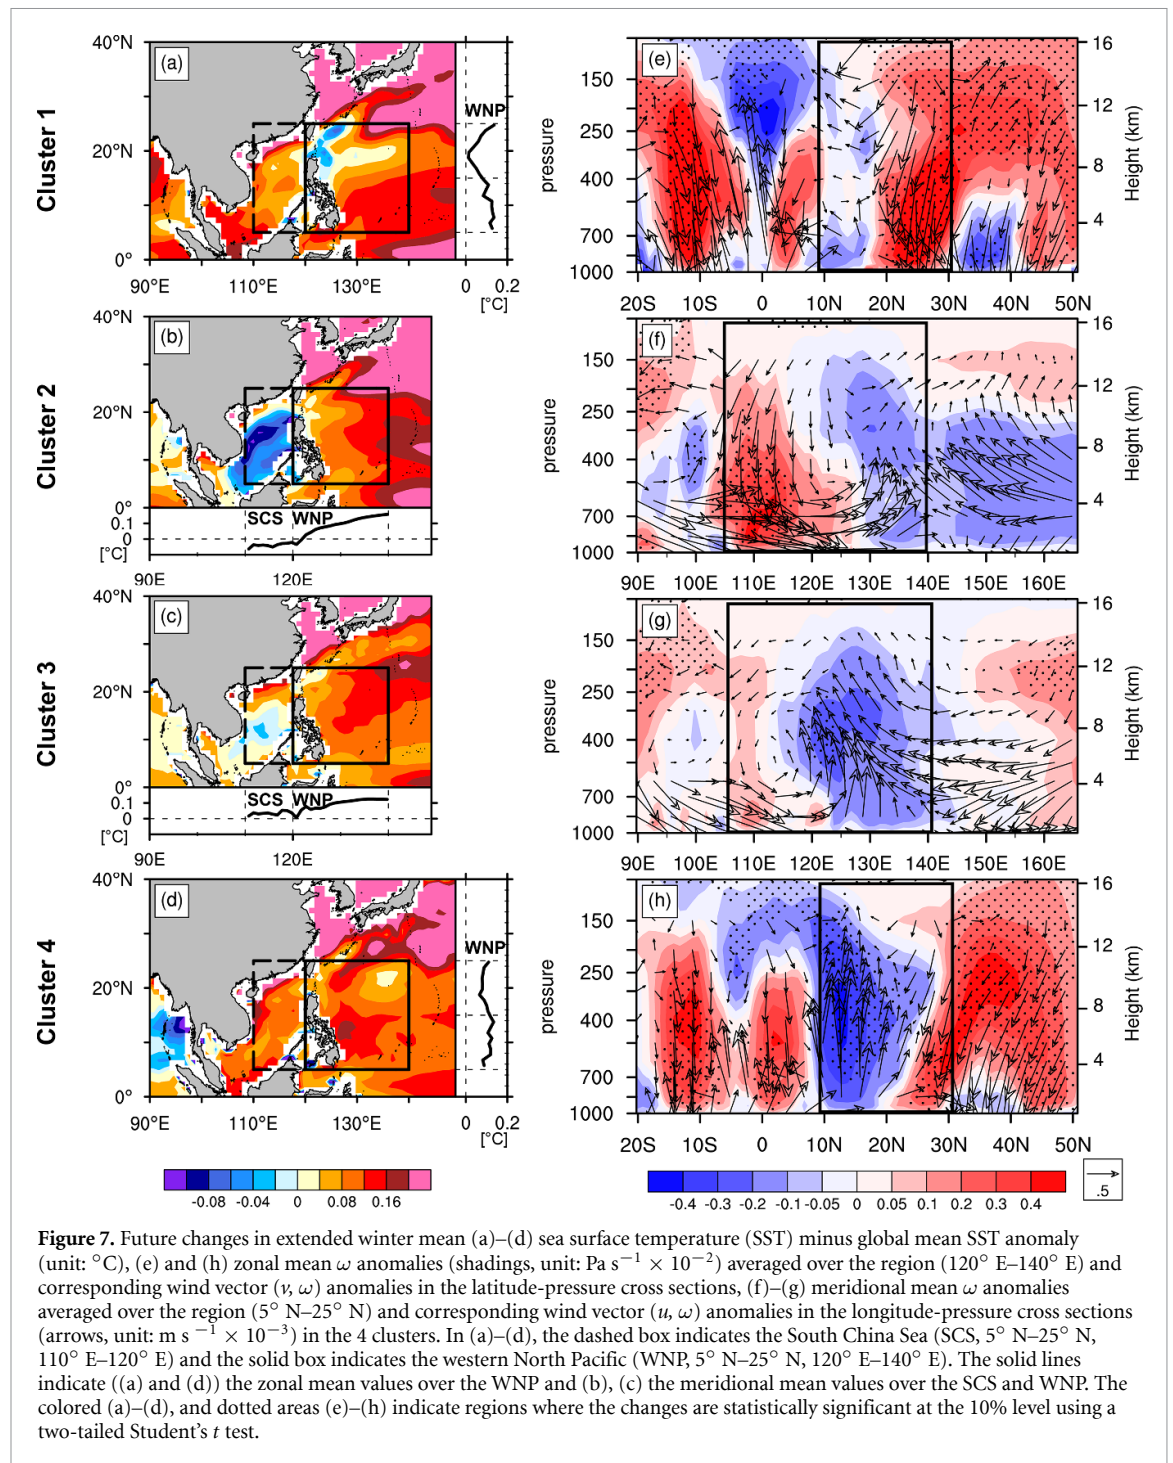 Cluster 1
40°N
20°N
0°
(a)
WNP
90°E 110°E 130°E 0 0.2
[°C]
(e)
pressure
150
250
400
700
1000
16
12
8
4
Height (km)
20S 10S 0 10N 20N 30N 40N 50N
Cluster 2
40°N
20°N
0°
(b)
SCS WNP
0.1
0
[°C]
90E 120E
(f)
pressure
150
250
400
700
1000
16
12
8
4
Height (km)
90E 100E 110E 120E 130E 140E 150E 160E
Cluster 3
40°N
20°N
0°
(c)
SCS WNP
0.1
0
[°C]
90E 120E
(g)
pressure
150
250
400
700
1000
16
12
8
4
Height (km)
90E 100E 110E 120E 130E 140E 150E 160E
Cluster 4
40°N
20°N
0°
(d)
WNP
90°E 110°E 130°E 0 0.2
[°C]
(h)
pressure
150
250
400
700
1000
16
12
8
4
Height (km)
20S 10S 0 10N 20N 30N 40N 50N
-0.08 -0.04 0 0.08 0.16
-0.4 -0.3 -0.2 -0.1 -0.05 0 0.05 0.1 0.2 0.3 0.4
.5
Figure 7. Future changes in extended winter mean (a)–(d) sea surface temperature (SST) minus global mean SST anomaly
(unit: °C), (e) and (h) zonal mean ω anomalies (shadings, unit: Pa s⁻¹ × 10⁻²) averaged over the region (120° E–140° E) and
corresponding wind vector (v, ω) anomalies in the latitude-pressure cross sections, (f)–(g) meridional mean ω anomalies
averaged over the region (5° N–25° N) and corresponding wind vector (u, ω) anomalies in the longitude-pressure cross sections
(arrows, unit: m s ⁻¹ × 10⁻³) in the 4 clusters. In (a)–(d), the dashed box indicates the South China Sea (SCS, 5° N–25° N,
110° E–120° E) and the solid box indicates the western North Pacific (WNP, 5° N–25° N, 120° E–140° E). The solid lines
indicate ((a) and (d)) the zonal mean values over the WNP and (b), (c) the meridional mean values over the SCS and WNP. The
colored (a)–(d), and dotted areas (e)–(h) indicate regions where the changes are statistically significant at the 10% level using a
two-tailed Student's t test.